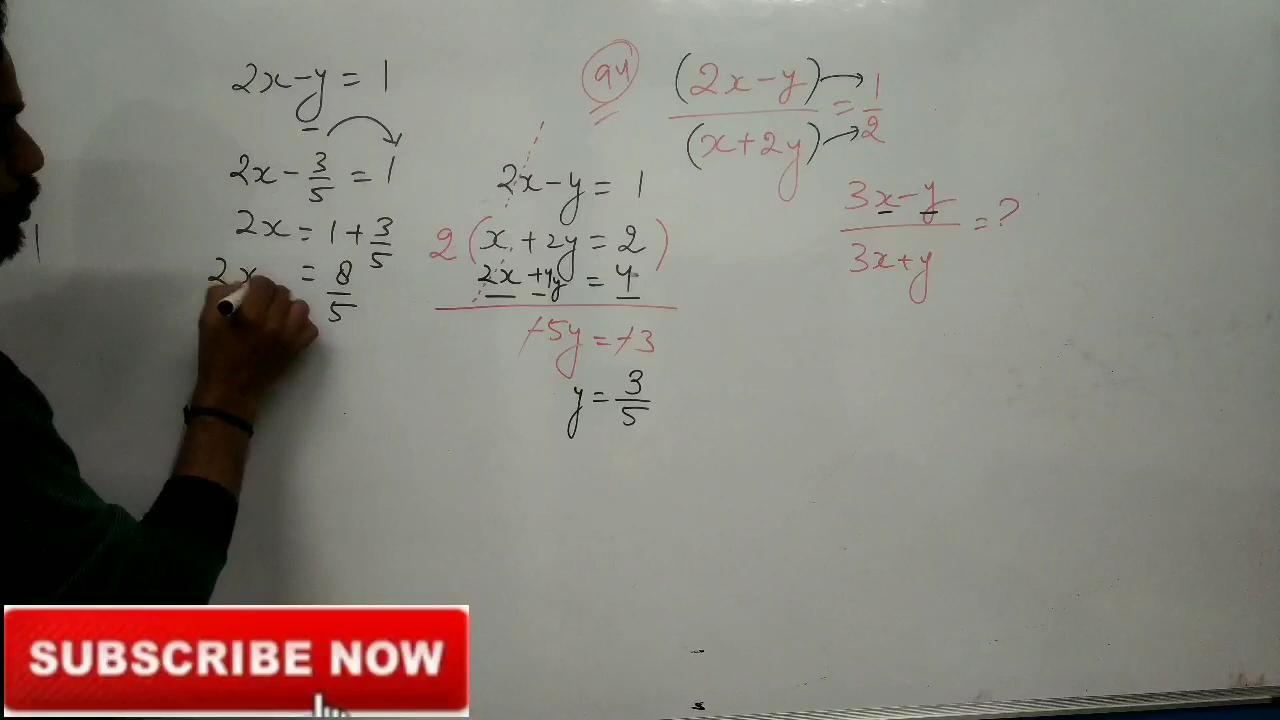 2x-y = 1
2x - 3/5 = 1
2x = 1 + 3/5
2x = 8/5
94
(2x-y)/(x+2y) = 1/2
2x-y = 1
2(x + 2y = 2)
2x + 4y = 4
-5y = -3
y = 3/5
3x-y/3x+y = ?
SUBSCRIBE NOW